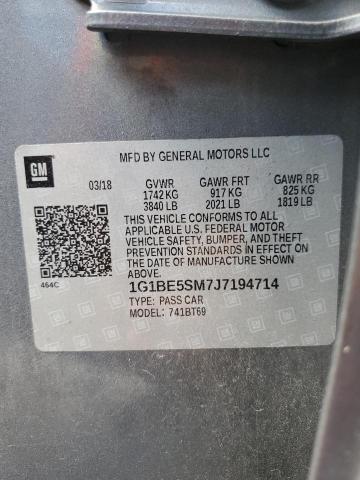 GM
MFD BY GENERAL MOTORS LLC
03/18 GVWR GAWR FRT GAWR RR
1742 KG 917 KG 825 KG
3840 LB 2021 LB 1819 LB
THIS VEHICLE CONFORMS TO ALL
APPLICABLE U.S. FEDERAL MOTOR
VEHICLE SAFETY, BUMPER, AND THEFT
PREVENTION STANDARDS IN EFFECT
ON THE DATE OF MANUFACTURE SHOWN
ABOVE.
464C
1G1BE5SM7J7194714
TYPE: PASS CAR
MODEL: 741BT69